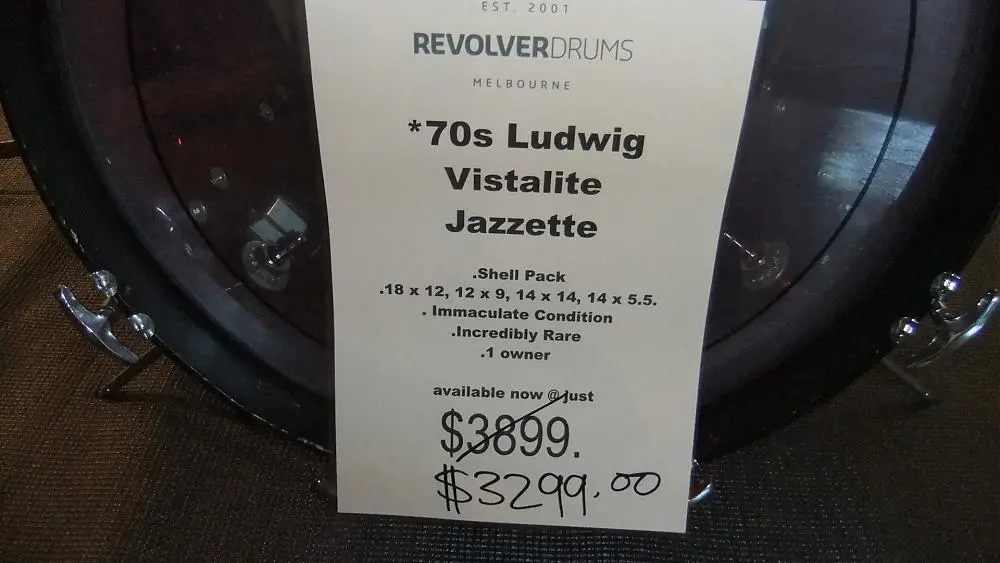 EST. 2001
REVOLVERDRUMS
MELBOURNE
*70s Ludwig
Vistalite
Jazzette
.Shell Pack
.18 x 12, 12 x 9, 14 x 14, 14 x 5.5.
. Immaculate Condition
.Incredibly Rare
.1 owner
available now @ just
$3899.
$3299.00